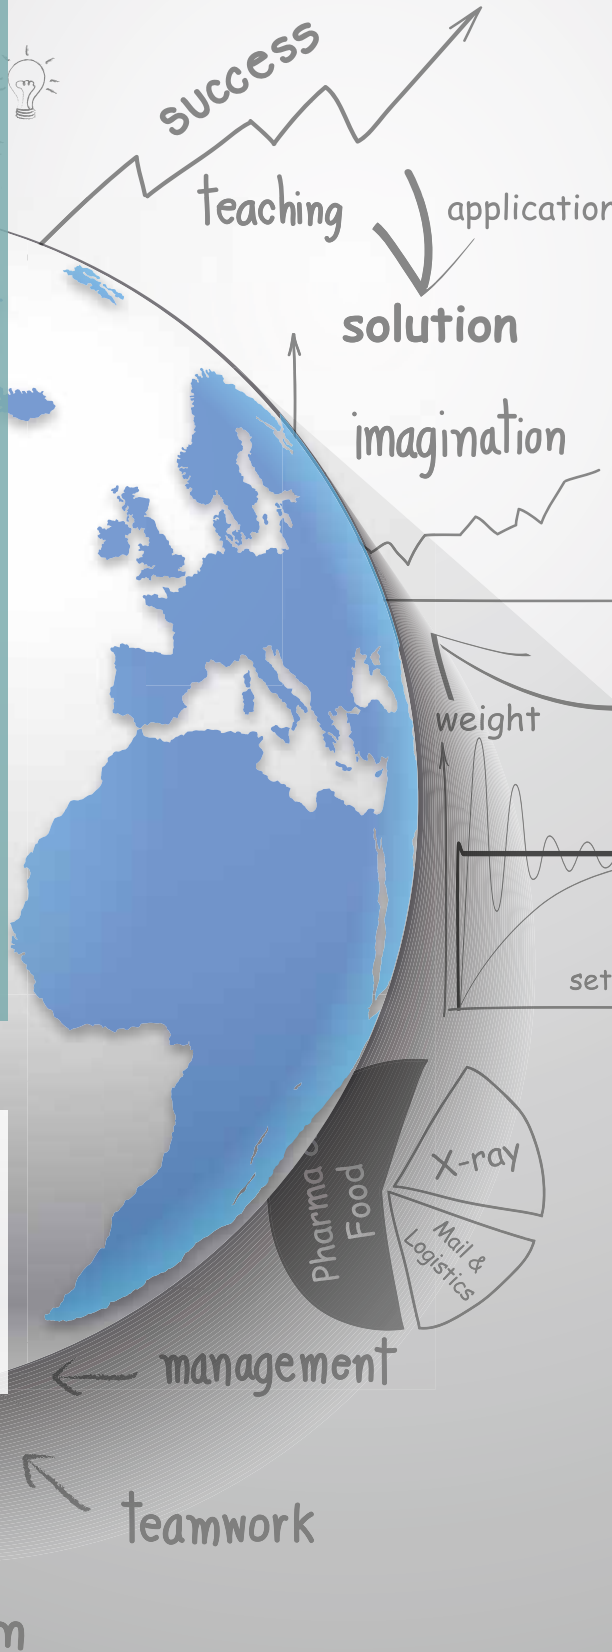 success
teaching
application
solution
imagination
weight
set
X-ray
Pharma &
Food
Mail &
Logistics
management
teamwork
m